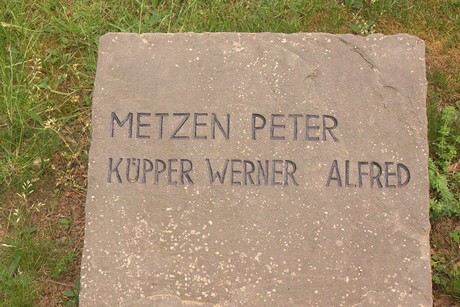 METZEN PETER
KÜPPER WERNER ALFRED